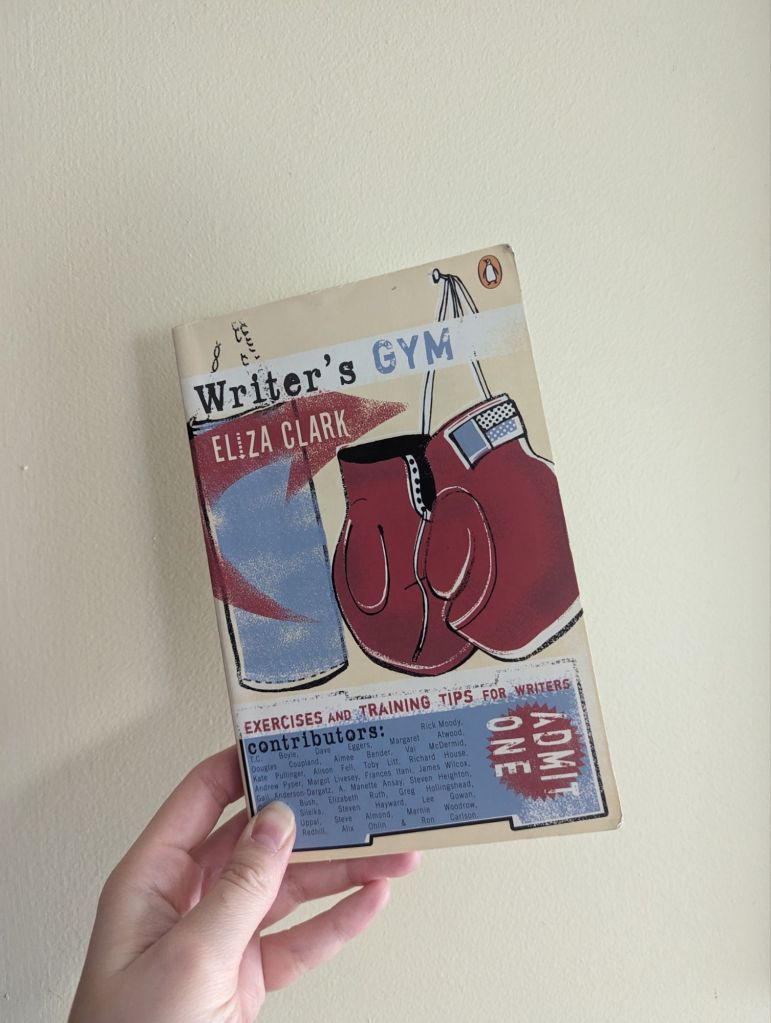 Writer's GYM
ELIZA CLARK
EXERCISES AND TRAINING TIPS FOR WRITERS
contributors: Rick Moody,
T.C. Boyle, Dave Eggers, Margaret Atwood,
Douglas Coupland, Aimee Bender, Val McDermid,
Kate Pullinger, Alison Fell, Toby Litt, Richard House,
Andrew Pyper, Margot Livesey, Frances Itani, James Wilcox,
Gail Anderson-Dargatz, A. Manette Ansay, Steven Heighton,
Bush, Elizabeth Ruth, Greg Hollingshead,
Sileika, Steven Hayward, Lee Gowan,
Uppal, Steve Almond, Marnie Woodrow,
Redhill, Alix Ohlin & Ron Carlson,
ADMIT
ONE